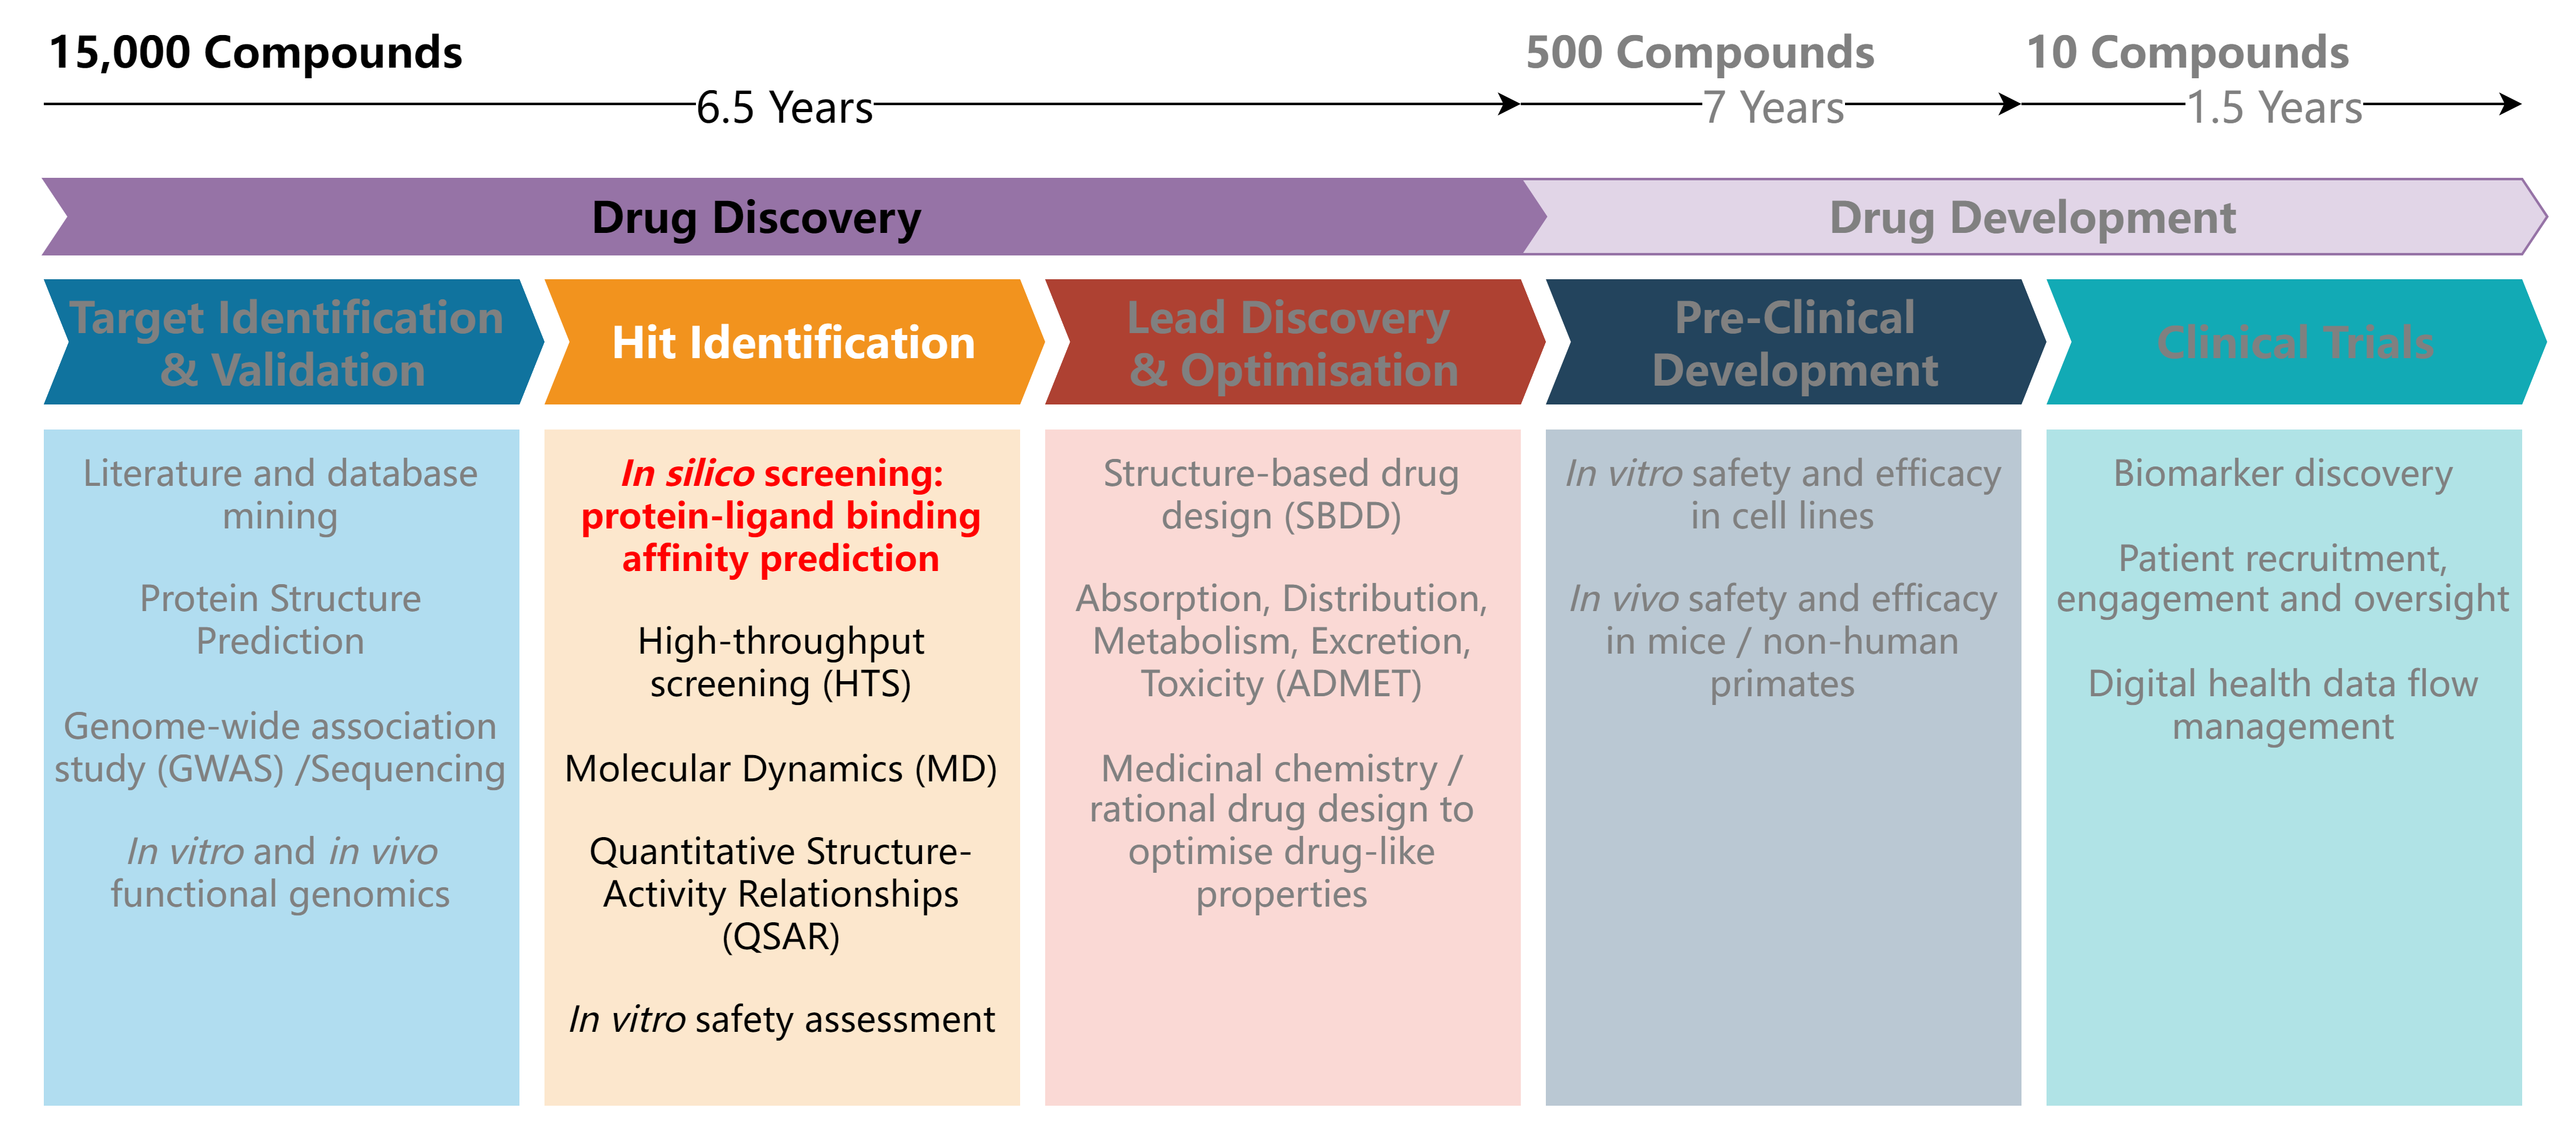 15,000 Compounds
500 Compounds
10 Compounds
6.5 Years
7 Years
1.5 Years
Drug Discovery
Drug Development
Target Identification
& Validation
Hit Identification
Lead Discovery
& Optimisation
Pre-Clinical
Development
Clinical Trials
Literature and database
mining
Protein Structure
Prediction
Genome-wide association
study (GWAS) /Sequencing
In vitro and in vivo
functional genomics
In silico screening:
protein-ligand binding
affinity prediction
High-throughput
screening (HTS)
Molecular Dynamics (MD)
Quantitative Structure-
Activity Relationships
(QSAR)
In vitro safety assessment
Structure-based drug
design (SBDD)
Absorption, Distribution,
Metabolism, Excretion,
Toxicity (ADMET)
Medicinal chemistry /
rational drug design to
optimise drug-like
properties
In vitro safety and efficacy
in cell lines
In vivo safety and efficacy
in mice / non-human
primates
Biomarker discovery
Patient recruitment,
engagement and oversight
Digital health data flow
management